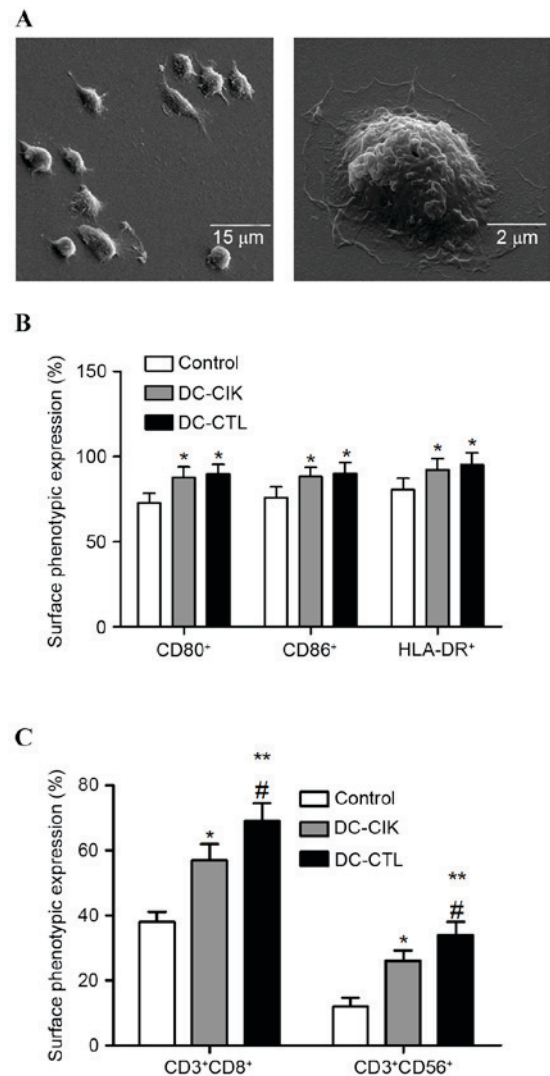 A
15 μm
2 μm
B
Surface phenotypic expression (%)
150
100
50
0
Control
DC-CIK
DC-CTL
* *
* *
* *
CD80⁺
CD86⁺
HLA-DR⁺
C
Surface phenotypic expression (%)
80
60
40
20
0
Control
DC-CIK
DC-CTL
**
#
*
**
#
*
CD3⁺CD8⁺
CD3⁺CD56⁺